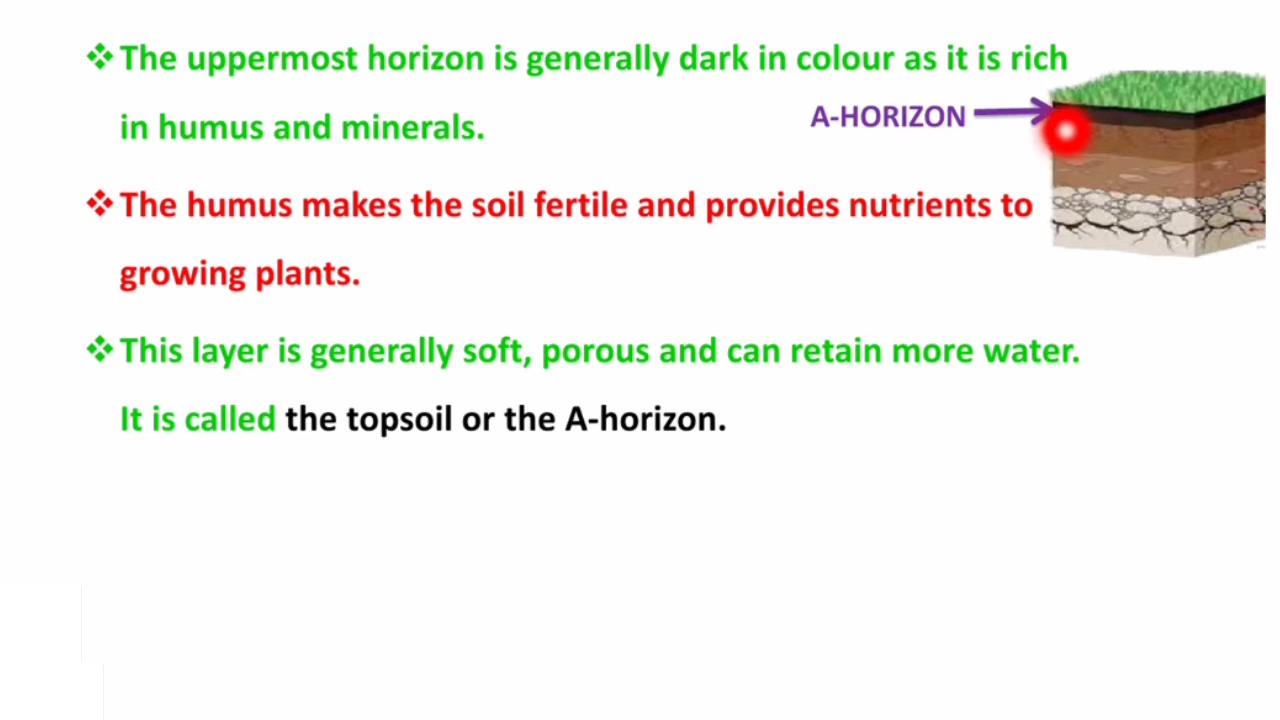 ❖The uppermost horizon is generally dark in colour as it is rich
in humus and minerals.
A-HORIZON
❖The humus makes the soil fertile and provides nutrients to
growing plants.
❖This layer is generally soft, porous and can retain more water.
It is called the topsoil or the A-horizon.